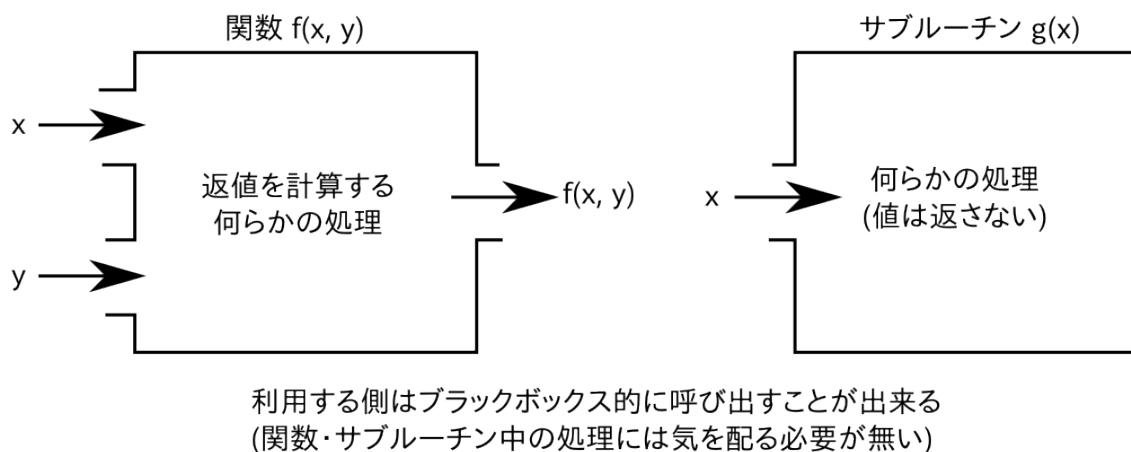 関数 f(x, y)
x
y
返値を計算する
何らかの処理
f(x, y)
サブルーチン g(x)
x
何らかの処理
(値は返さない)
利用する側はブラックボックス的に呼び出すことが出来る
(関数・サブルーチン中の処理には気を配る必要が無い)